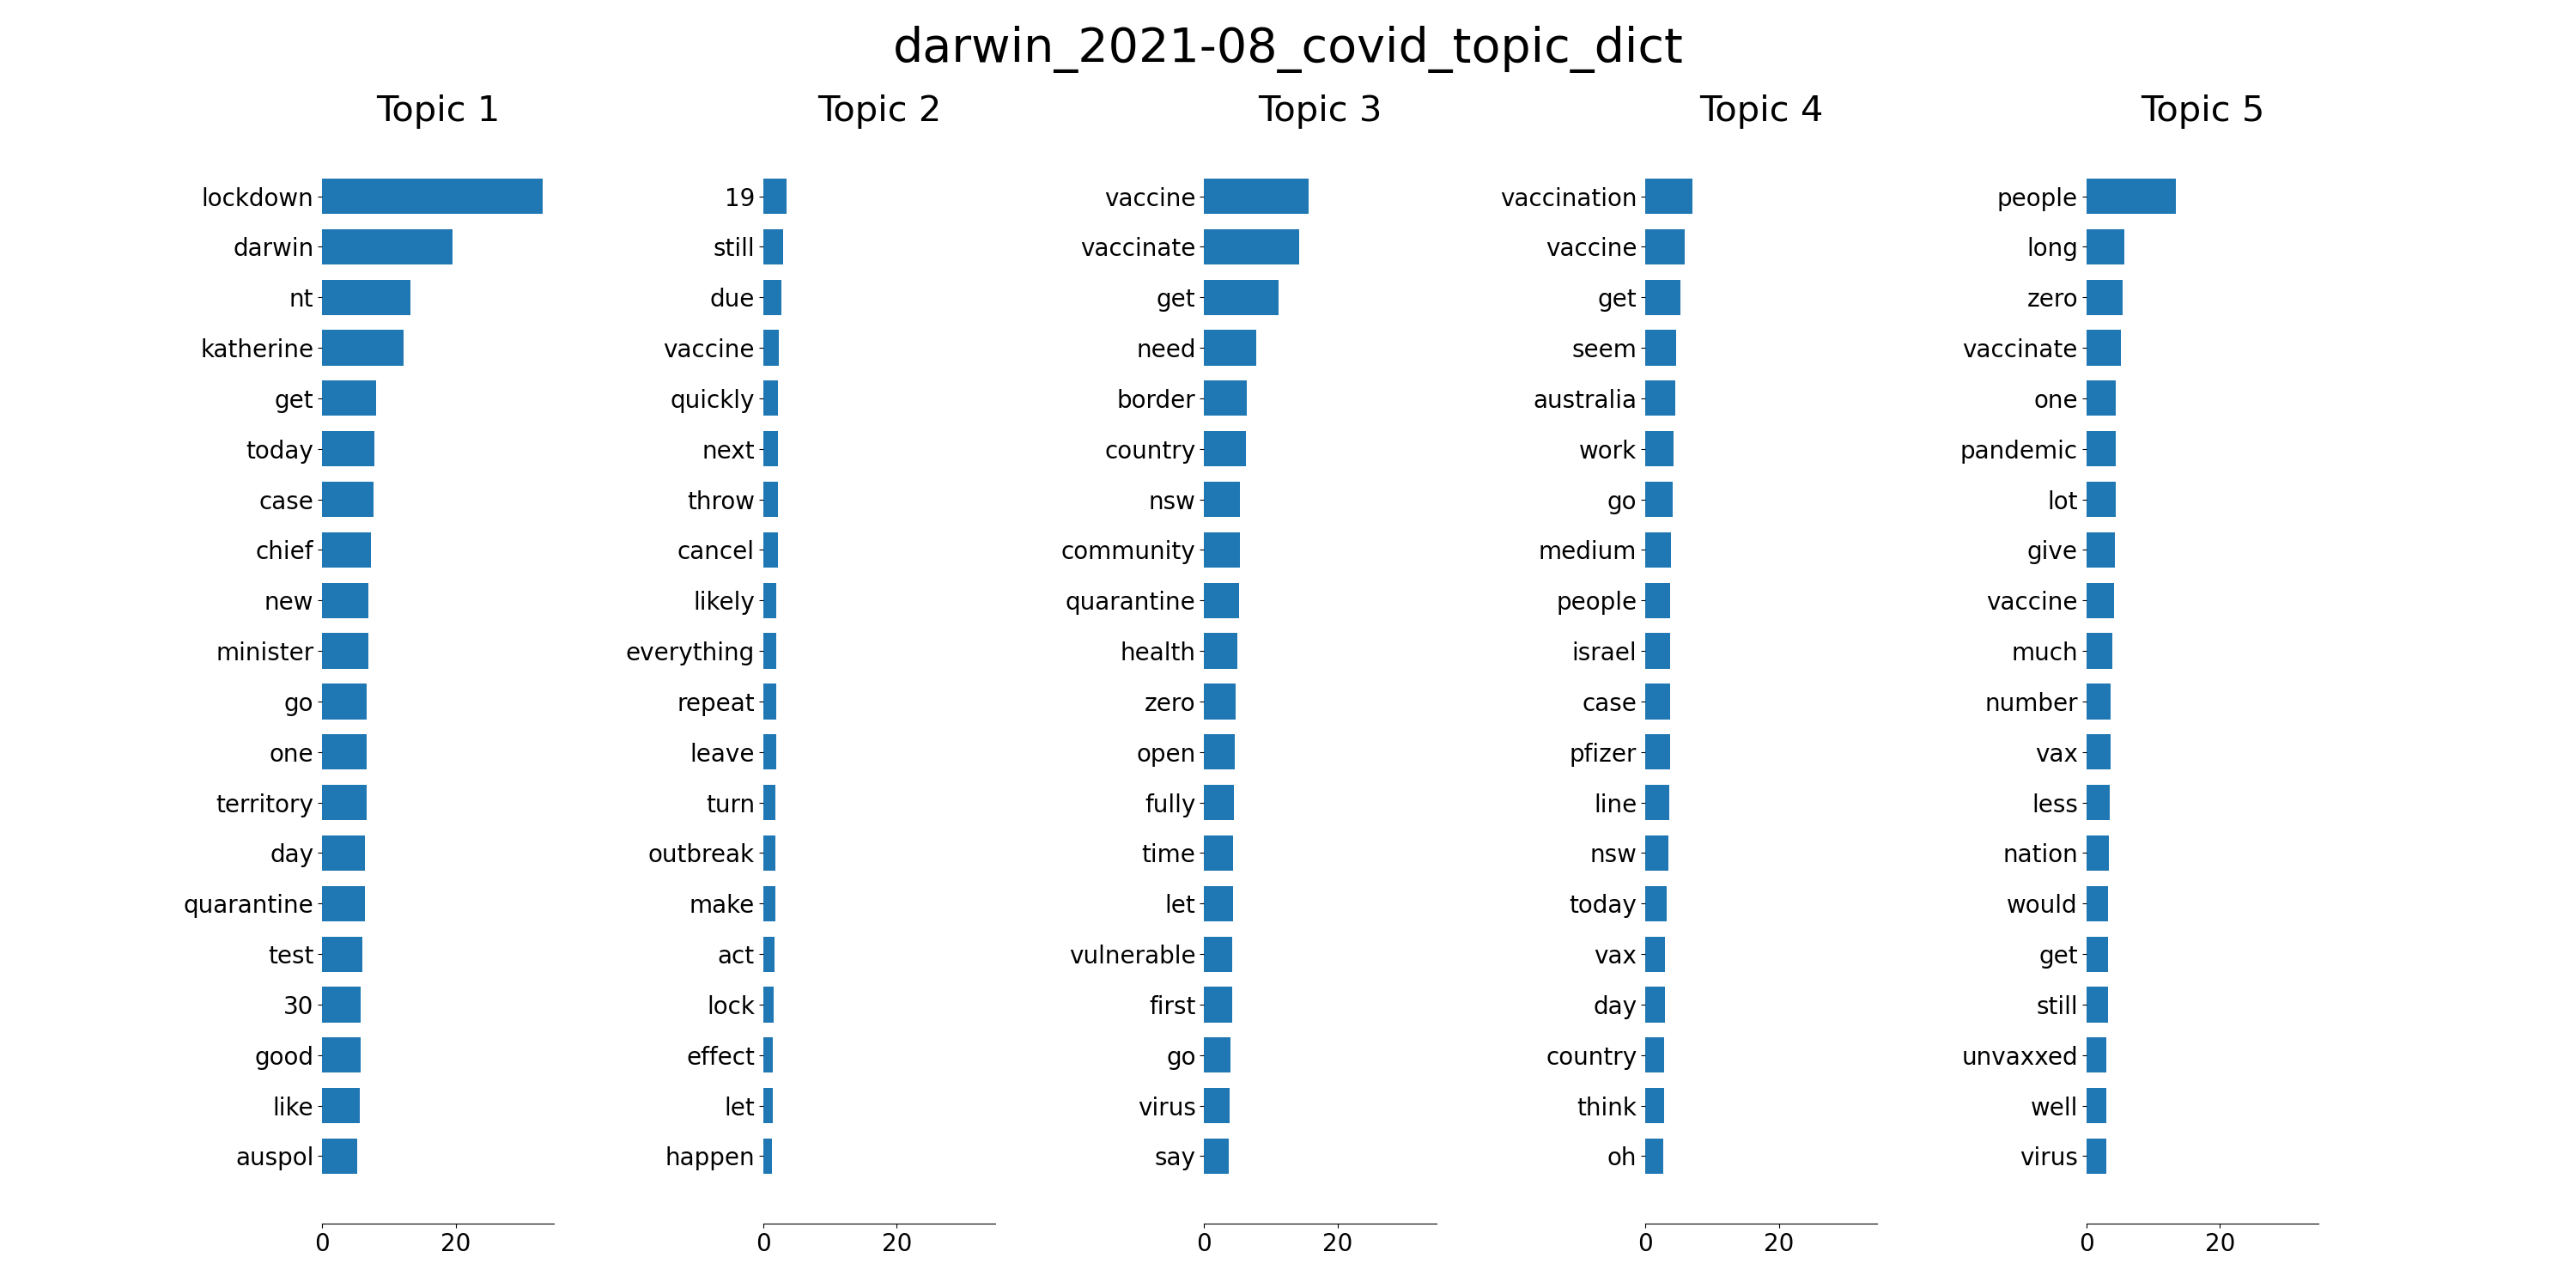 darwin_2021-08_covid_topic_dict
Topic 1
lockdown
darwin
nt
katherine
get
today
case
chief
new
minister
go
one
territory
day
quarantine
test
30
good
like
auspol
0 20
Topic 2
19
still
due
vaccine
quickly
next
throw
cancel
likely
everything
repeat
leave
turn
outbreak
make
act
lock
effect
let
happen
0 20
Topic 3
vaccine
vaccinate
get
need
border
country
nsw
community
quarantine
health
zero
open
fully
time
let
vulnerable
first
go
virus
say
0 20
Topic 4
vaccination
vaccine
get
seem
australia
work
go
medium
people
israel
case
pfizer
line
nsw
today
vax
day
country
think
oh
0 20
Topic 5
people
long
zero
vaccinate
one
pandemic
lot
give
vaccine
much
number
vax
less
nation
would
get
still
unvaxxed
well
virus
0 20